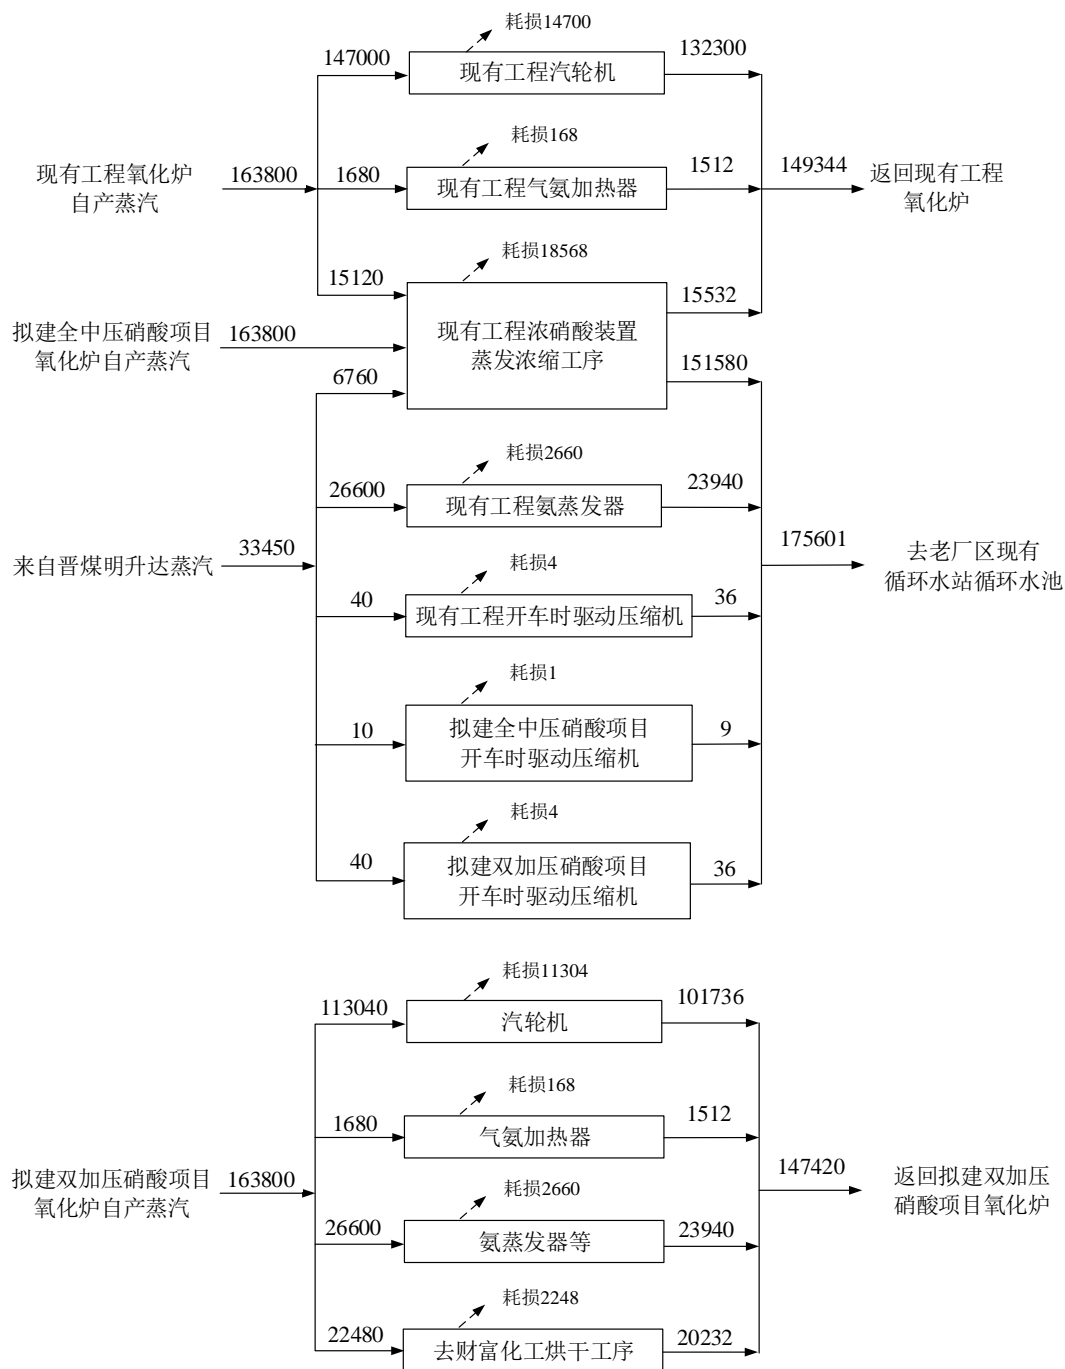 耗损14700
147000
现有工程汽轮机
132300
耗损168
现有工程氧化炉
自产蒸汽
163800
1680
现有工程气氨加热器
1512
149344
返回现有工程
氧化炉
耗损18568
15120
15532
拟建全中压硝酸项目
氧化炉自产蒸汽
163800
现有工程浓硝酸装置
蒸发浓缩工序
6760
151580
耗损2660
26600
现有工程氨蒸发器
23940
来自晋煤明升达蒸汽
33450
175601
去老厂区现有
循环水站循环水池
耗损4
40
现有工程开车时驱动压缩机
36
耗损1
10
拟建全中压硝酸项目
开车时驱动压缩机
9
耗损4
40
拟建双加压硝酸项目
开车时驱动压缩机
36
耗损11304
113040
汽轮机
101736
耗损168
1680
气氨加热器
1512
拟建双加压硝酸项目
氧化炉自产蒸汽
163800
147420
返回拟建双加压
硝酸项目氧化炉
耗损2660
26600
氨蒸发器等
23940
耗损2248
22480
去财富化工烘干工序
20232